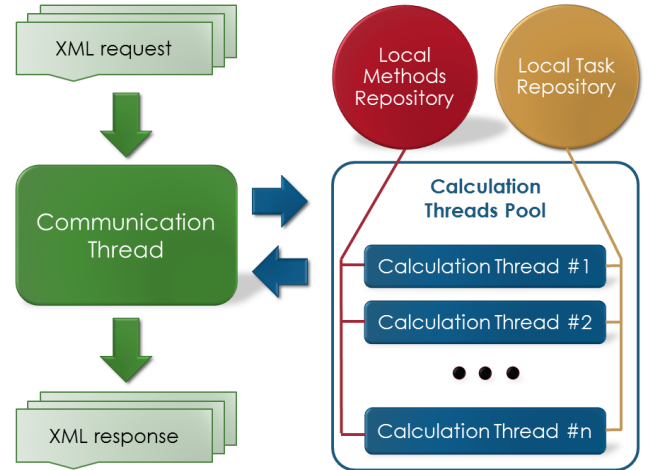 XML request
Local
Methods
Repository
Local Task
Repository
Communication
Thread
Calculation
Threads Pool
Calculation Thread #1
Calculation Thread #2
Calculation Thread #n
XML response